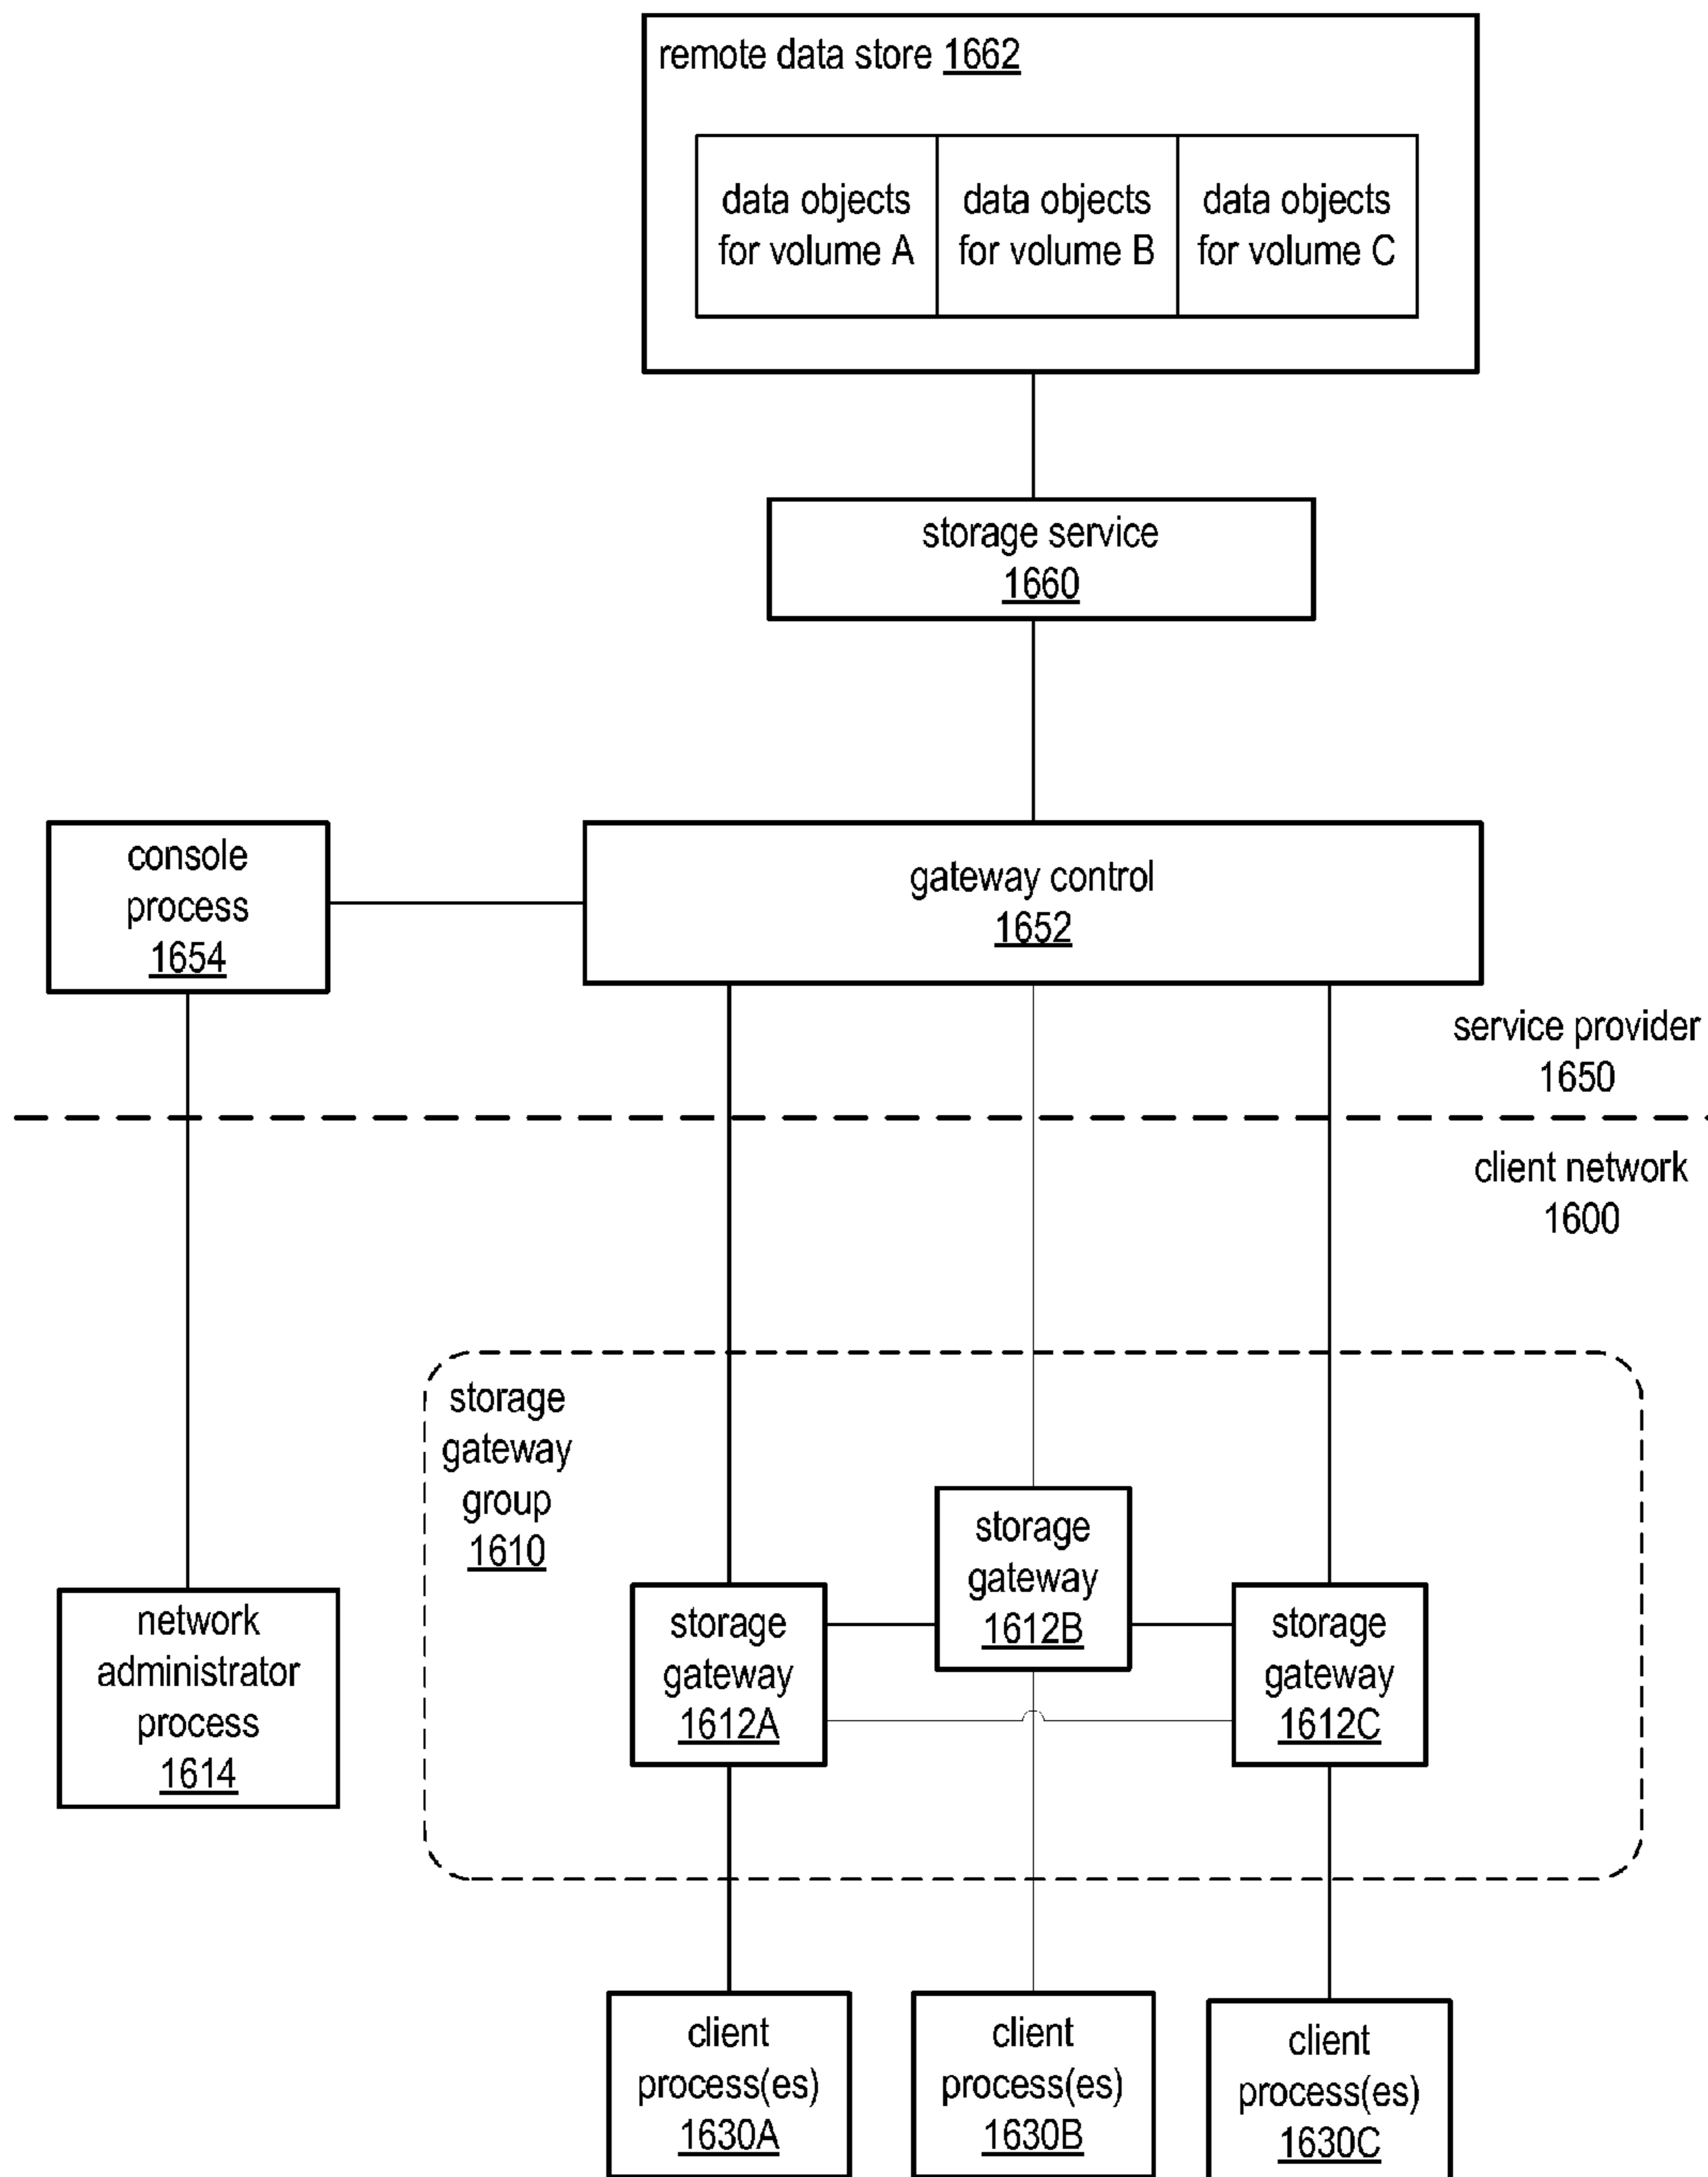 remote data store 1662
data objects
for volume A
data objects
for volume B
data objects
for volume C
storage service
1660
console
process
1654
gateway control
1652
service provider
1650
client network
1600
storage
gateway
group
1610
storage
gateway
1612B
network
administrator
process
1614
storage
gateway
1612A
storage
gateway
1612C
client
process(es)
1630A
client
process(es)
1630B
client
process(es)
1630C